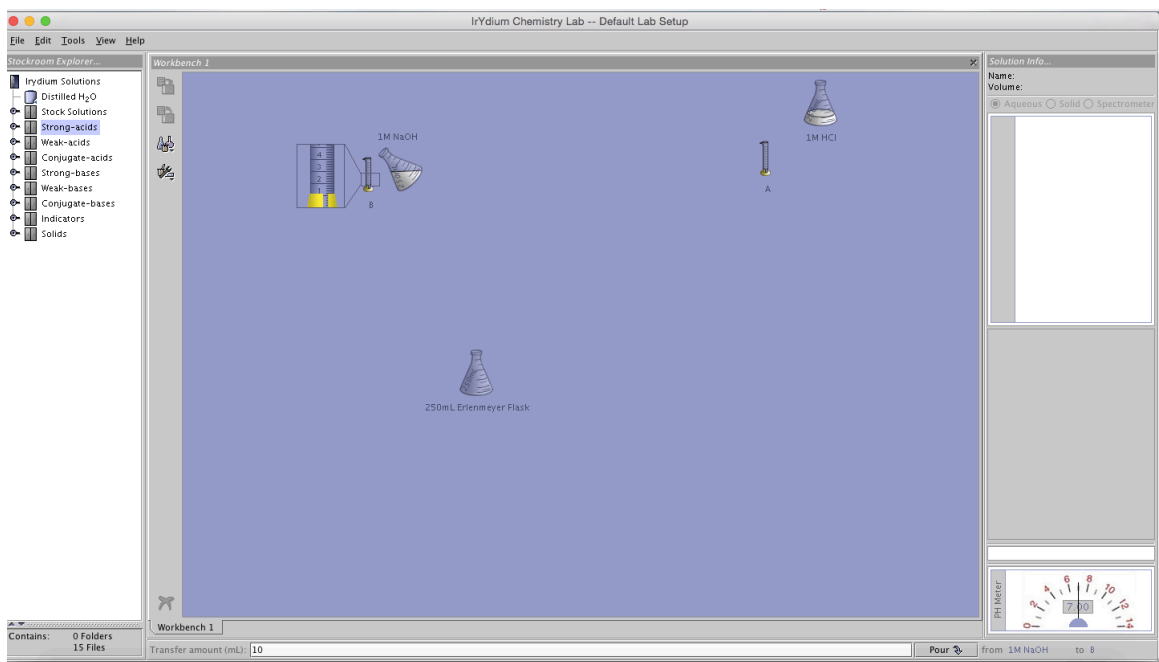 IrYdium Chemistry Lab -- Default Lab Setup
File Edit Tools View Help
Stockroom Explorer...
Irydium Solutions
Distilled H₂O
Stock Solutions
Strong-acids
Weak-acids
Conjugate-acids
Strong-bases
Weak-bases
Conjugate-bases
Indicators
Solids
Contains: 0 Folders
15 Files
Workbench 1
1M NaOH
4
3
2
1
B
1M HCl
A
250mL Erlenmeyer Flask
Workbench 1
Transfer amount (mL): 10 Pour from 1M NaOH to B
Solution Info...
Name:
Volume:
Aqueous Solid Spectrometer
PH Meter
0 2 4 6 8 10 12 14
7.00